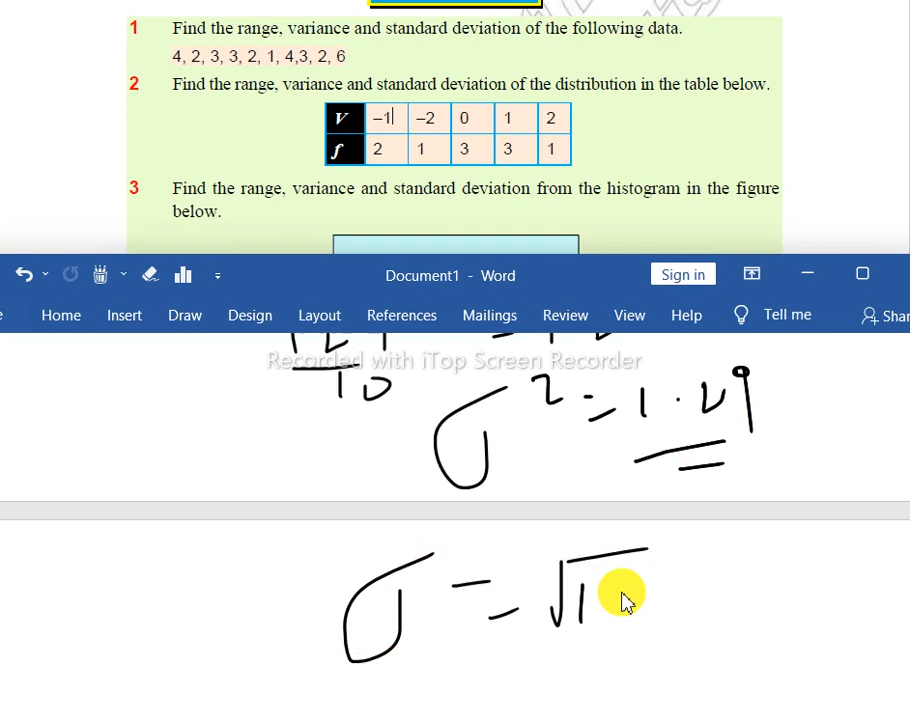 1 Find the range, variance and standard deviation of the following data.
4, 2, 3, 3, 2, 1, 4,3, 2, 6
2 Find the range, variance and standard deviation of the distribution in the table below.
V –1 –2 0 1 2
f 2 1 3 3 1
3 Find the range, variance and standard deviation from the histogram in the figure
below.
Document1 - Word
Sign in
Home Insert Draw Design Layout References Mailings Review View Help Tell me Shar
Recorded with iTop Screen Recorder
10
σ² = 1.49
σ = √1